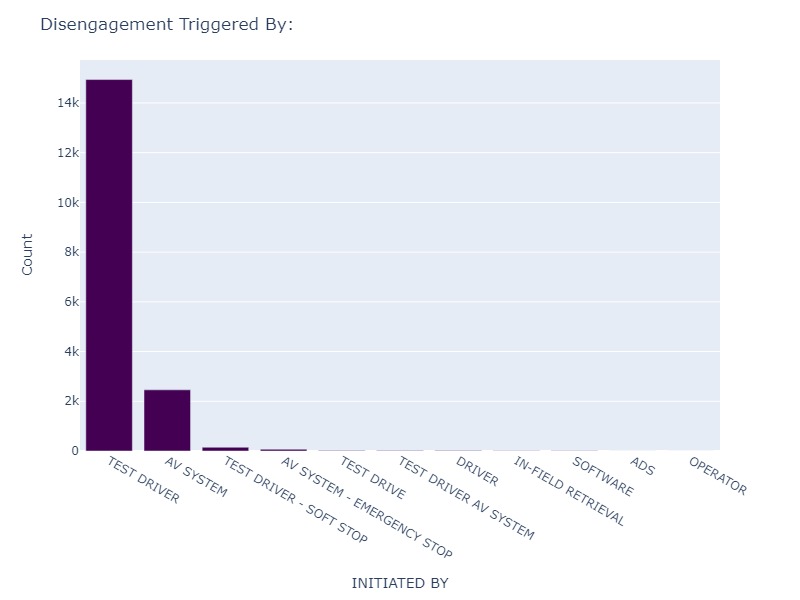 Disengagement Triggered By:
14k
12k
10k
8k
6k
4k
2k
0
Count
TEST DRIVER
AV SYSTEM
TEST DRIVER - SOFT STOP
AV SYSTEM - EMERGENCY STOP
TEST DRIVE
TEST DRIVER AV SYSTEM
DRIVER
IN-FIELD RETRIEVAL
SOFTWARE
ADS
OPERATOR
INITIATED BY